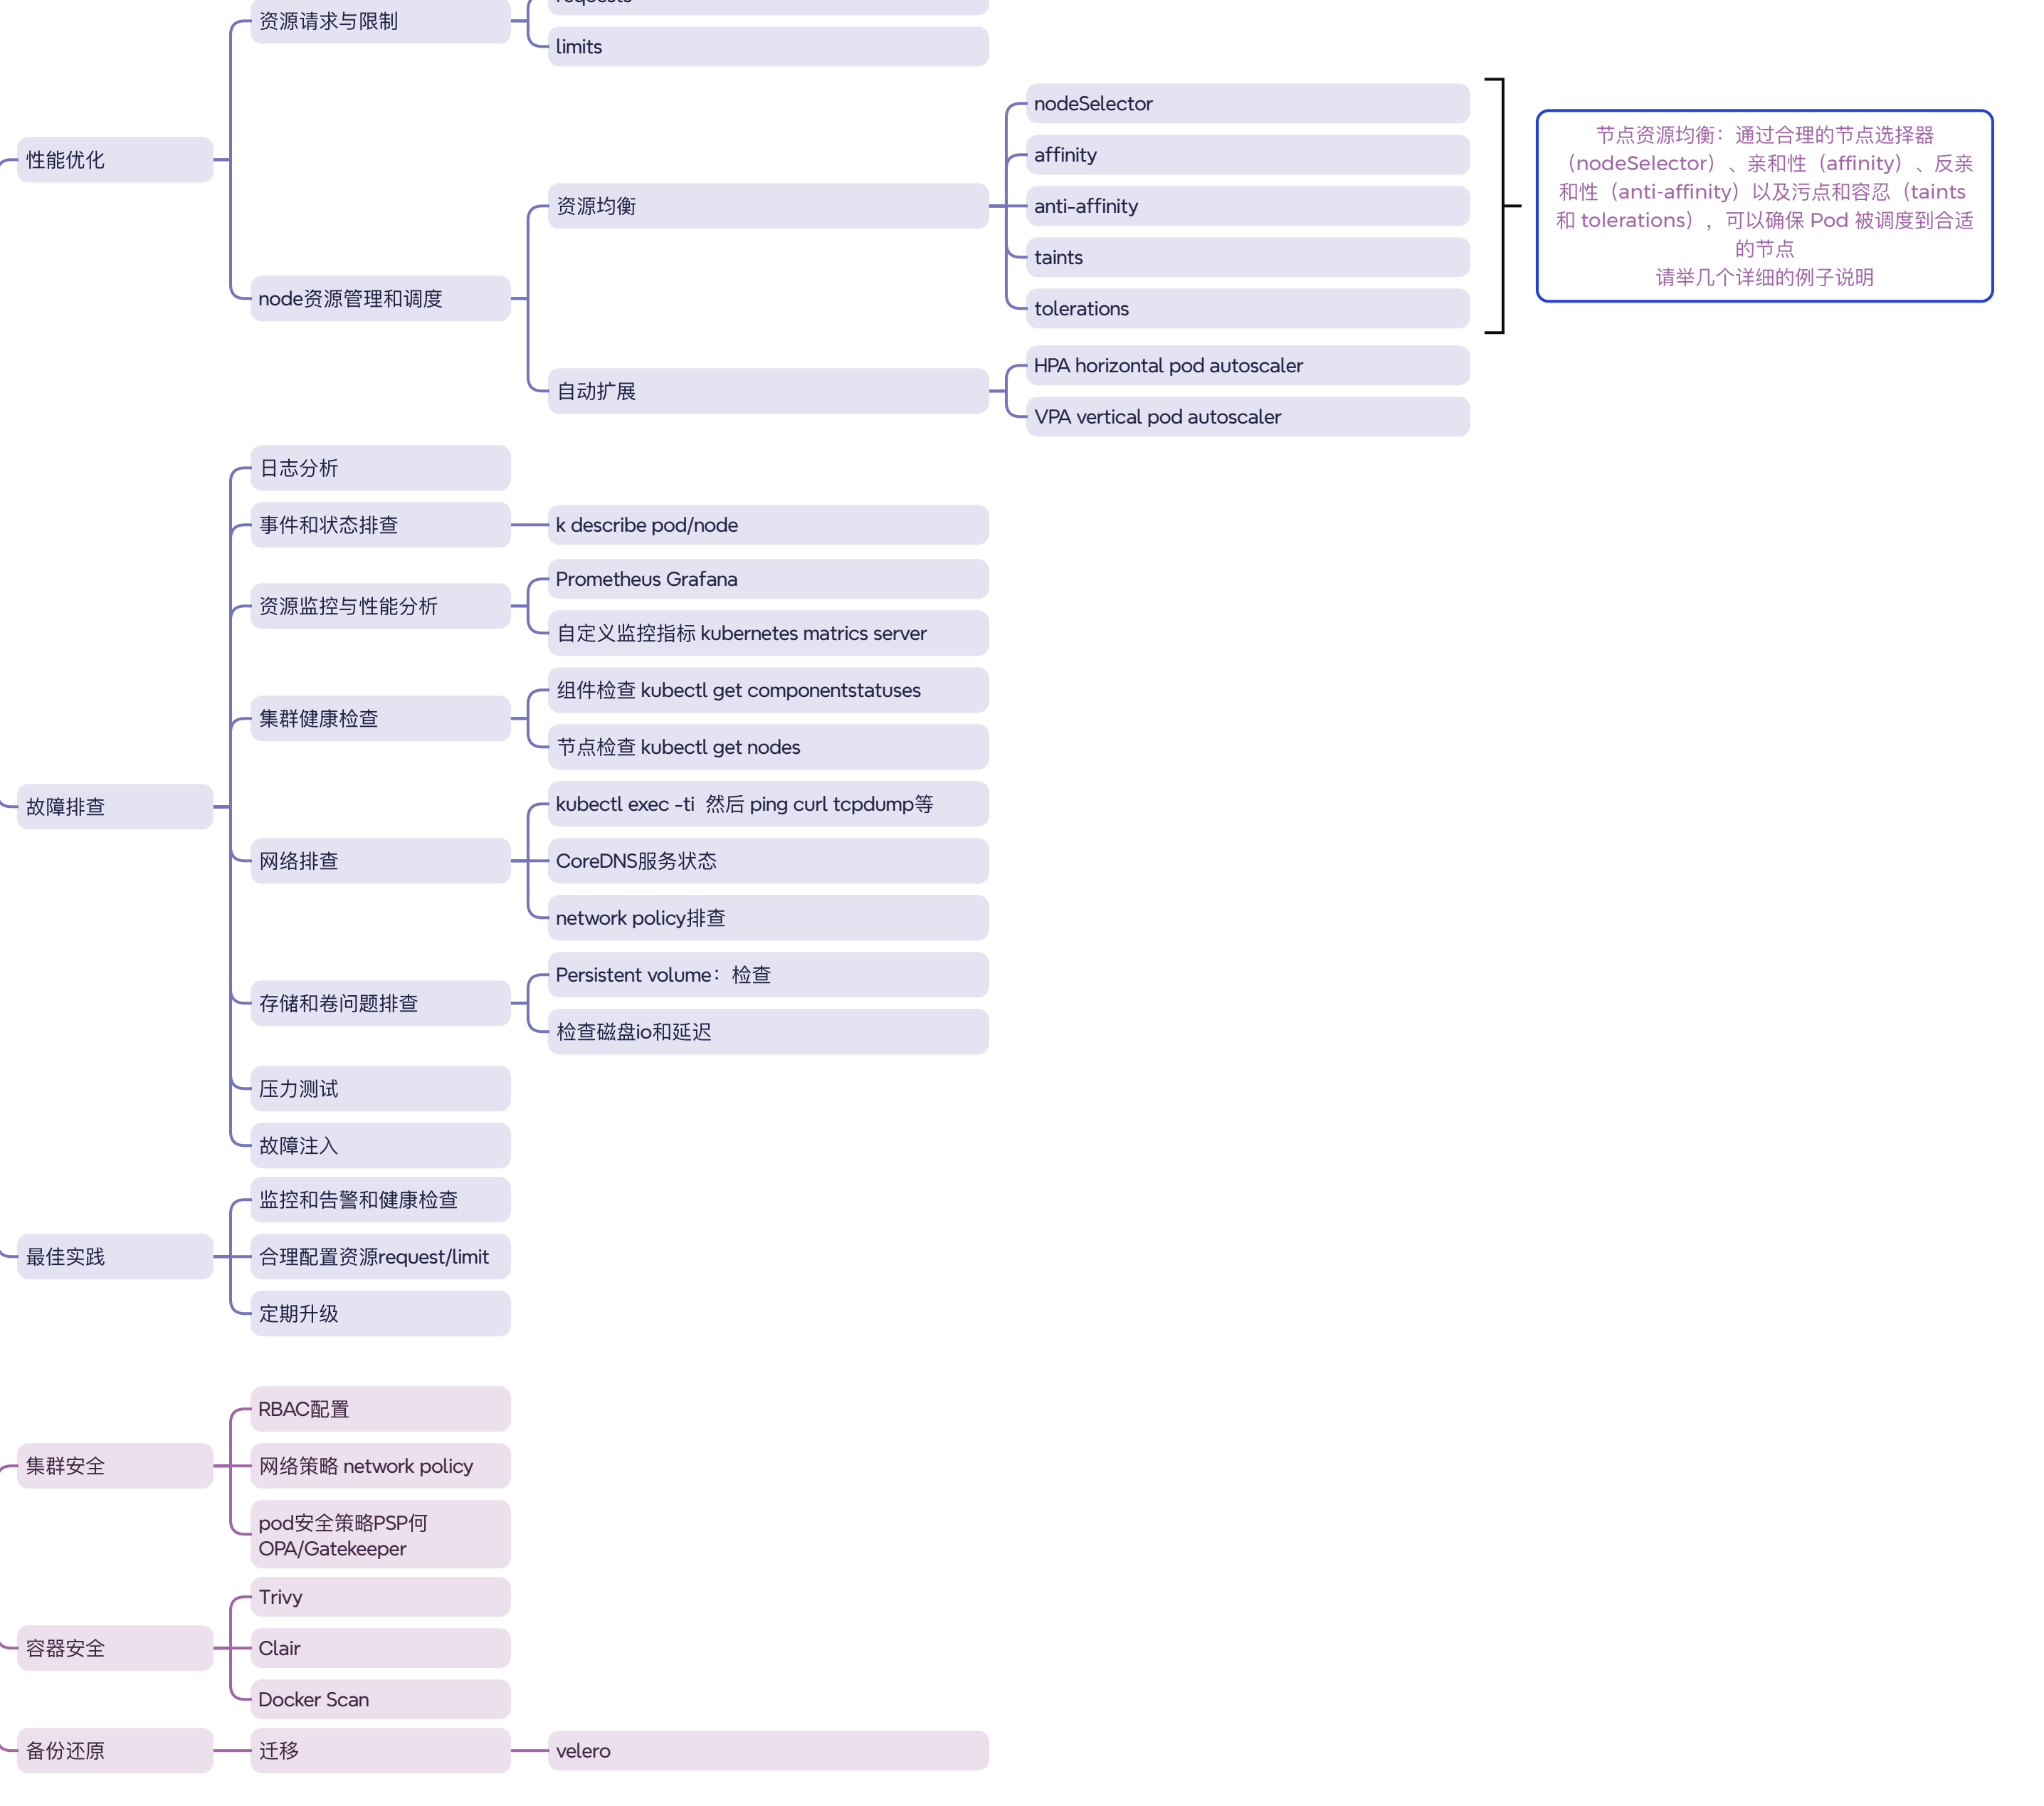 资源请求与限制
requests
limits
性能优化
nodeSelector
affinity
资源均衡
anti-affinity
taints
tolerations
节点资源均衡：通过合理的节点选择器
（nodeSelector）、亲和性（affinity）、反亲
和性（anti-affinity）以及污点和容忍（taints
和 tolerations），可以确保 Pod 被调度到合适
的节点
请举几个详细的例子说明
node资源管理和调度
自动扩展
HPA horizontal pod autoscaler
VPA vertical pod autoscaler
故障排查
日志分析
事件和状态排查
k describe pod/node
资源监控与性能分析
Prometheus Grafana
自定义监控指标 kubernetes matrics server
集群健康检查
组件检查 kubectl get componentstatuses
节点检查 kubectl get nodes
网络排查
kubectl exec -ti  然后 ping curl tcpdump等
CoreDNS服务状态
network policy排查
存储和卷问题排查
Persistent volume：检查
检查磁盘io和延迟
压力测试
故障注入
最佳实践
监控和告警和健康检查
合理配置资源request/limit
定期升级
集群安全
RBAC配置
网络策略 network policy
pod安全策略PSP何
OPA/Gatekeeper
容器安全
Trivy
Clair
Docker Scan
备份还原
迁移
velero